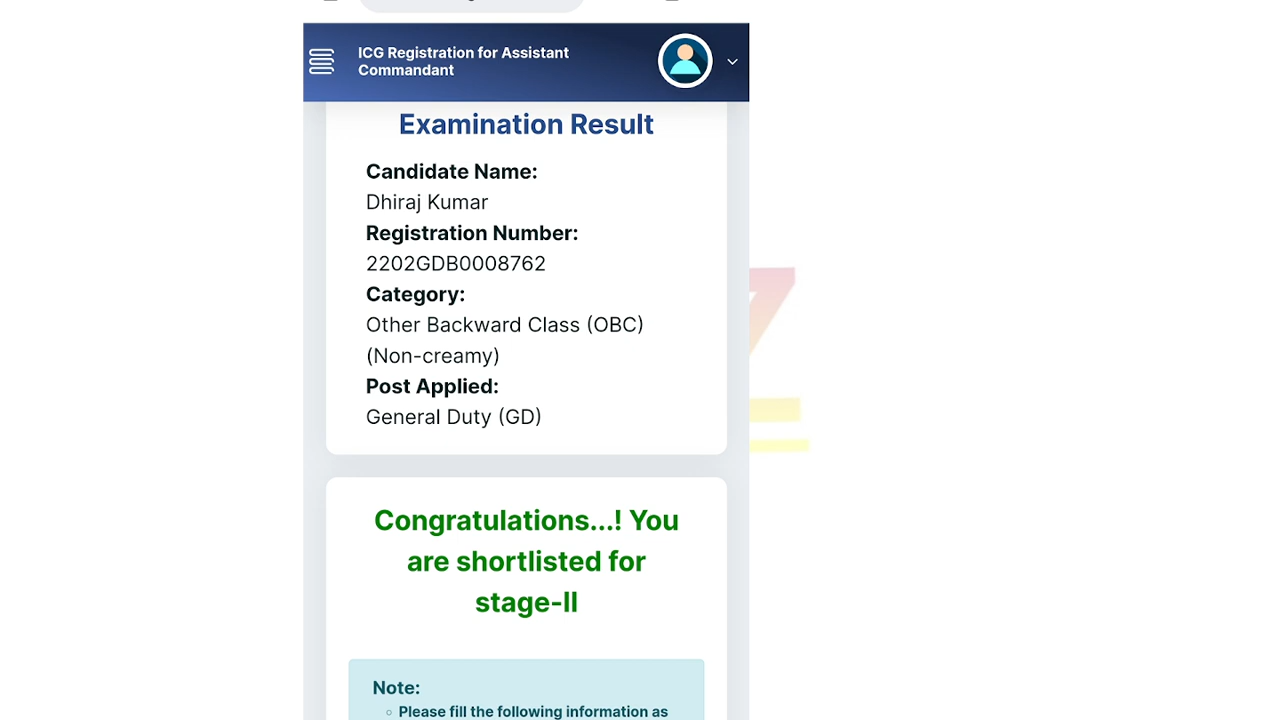 ICG Registration for Assistant
Commandant
Examination Result
Candidate Name:
Dhiraj Kumar
Registration Number:
2202GDB0008762
Category:
Other Backward Class (OBC)
(Non-creamy)
Post Applied:
General Duty (GD)
Congratulations...! You
are shortlisted for
stage-II
Note:
Please fill the following information as